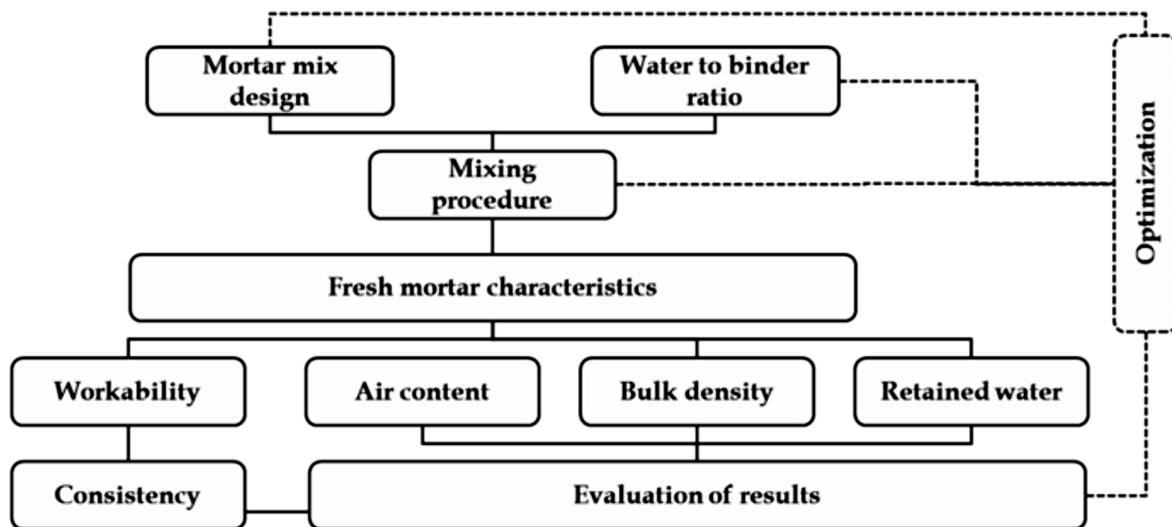 Mortar mix
design
Water to binder
ratio
Mixing
procedure
Optimization
Fresh mortar characteristics
Workability
Air content
Bulk density
Retained water
Consistency
Evaluation of results